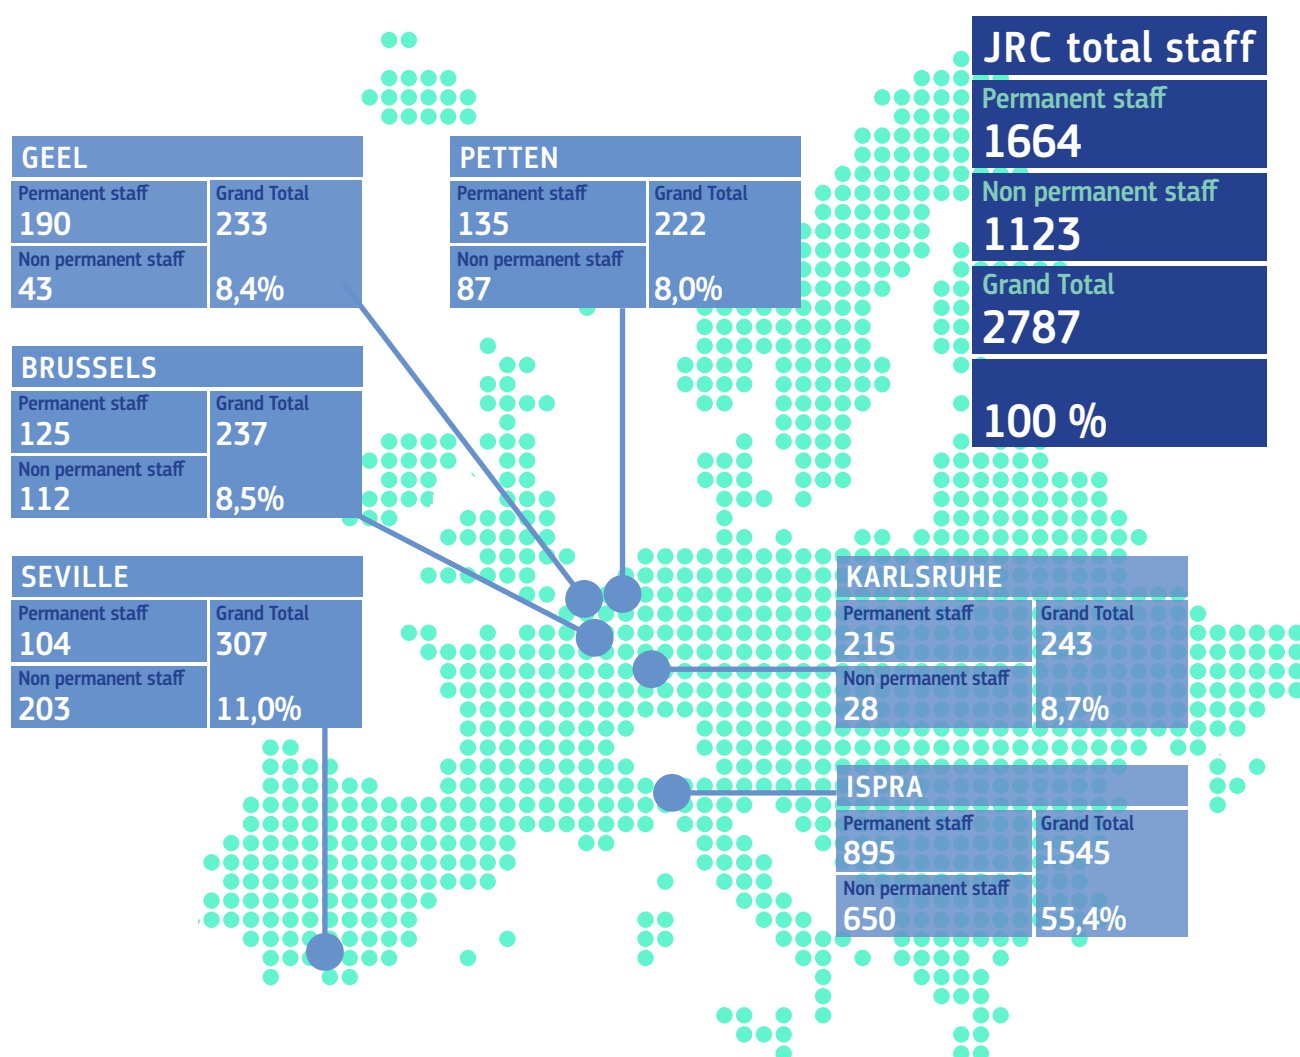 JRC total staff
Permanent staff
1664
Non permanent staff
1123
Grand Total
2787
100 %
GEEL
Permanent staff
190
Non permanent staff
43
Grand Total
233
8,4%
PETTEN
Permanent staff
135
Non permanent staff
87
Grand Total
222
8,0%
BRUSSELS
Permanent staff
125
Non permanent staff
112
Grand Total
237
8,5%
SEVILLE
Permanent staff
104
Non permanent staff
203
Grand Total
307
11,0%
KARLSRUHE
Permanent staff
215
Non permanent staff
28
Grand Total
243
8,7%
ISPRA
Permanent staff
895
Non permanent staff
650
Grand Total
1545
55,4%